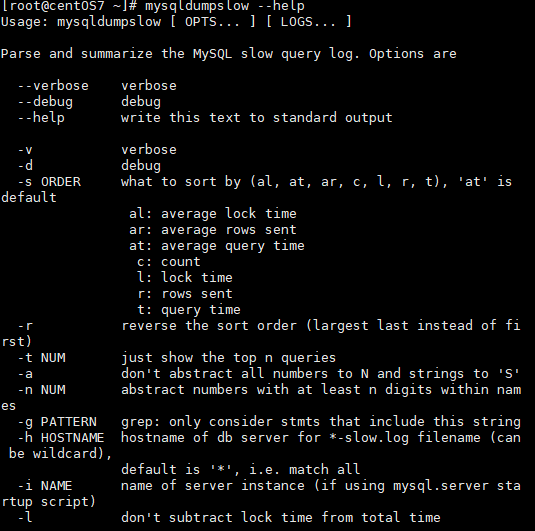 [root@centOS7 ~]# mysqldumpslow --help
Usage: mysqldumpslow [ OPTS... ] [ LOGS... ]
Parse and summarize the MySQL slow query log. Options are
--verbose    verbose
--debug      debug
--help       write this text to standard output
-v           verbose
-d           debug
-s ORDER     what to sort by (al, at, ar, c, l, r, t), 'at' is
default
al: average lock time
ar: average rows sent
at: average query time
c: count
l: lock time
r: rows sent
t: query time
-r           reverse the sort order (largest last instead of fi
rst)
-t NUM       just show the top n queries
-a           don't abstract all numbers to N and strings to 'S'
-n NUM       abstract numbers with at least n digits within nam
es
-g PATTERN   grep: only consider stmts that include this string
-h HOSTNAME  hostname of db server for *-slow.log filename (can
be wildcard),
default is '*', i.e. match all
-i NAME      name of server instance (if using mysql.server sta
rtup script)
-l           don't subtract lock time from total time